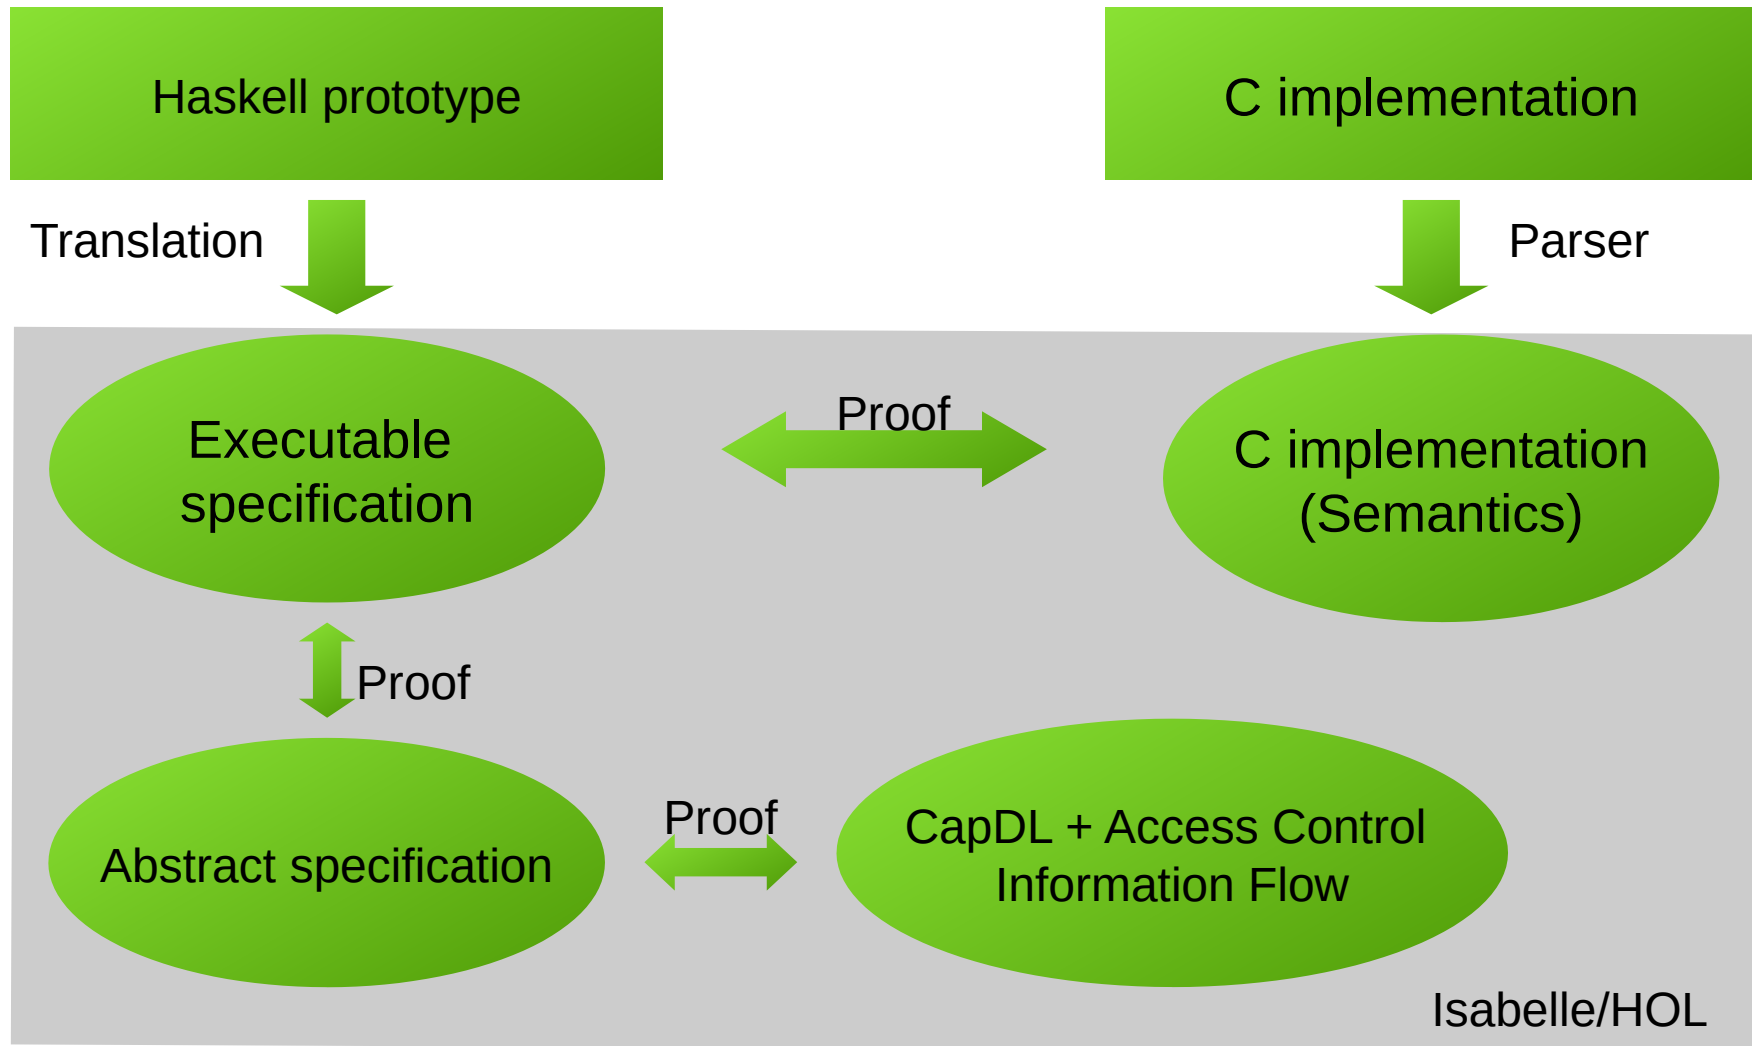 Haskell prototype
C implementation
Translation
Parser
Executable
specification
Proof
C implementation
(Semantics)
Proof
Abstract specification
Proof
CapDL + Access Control
Information Flow
Isabelle/HOL